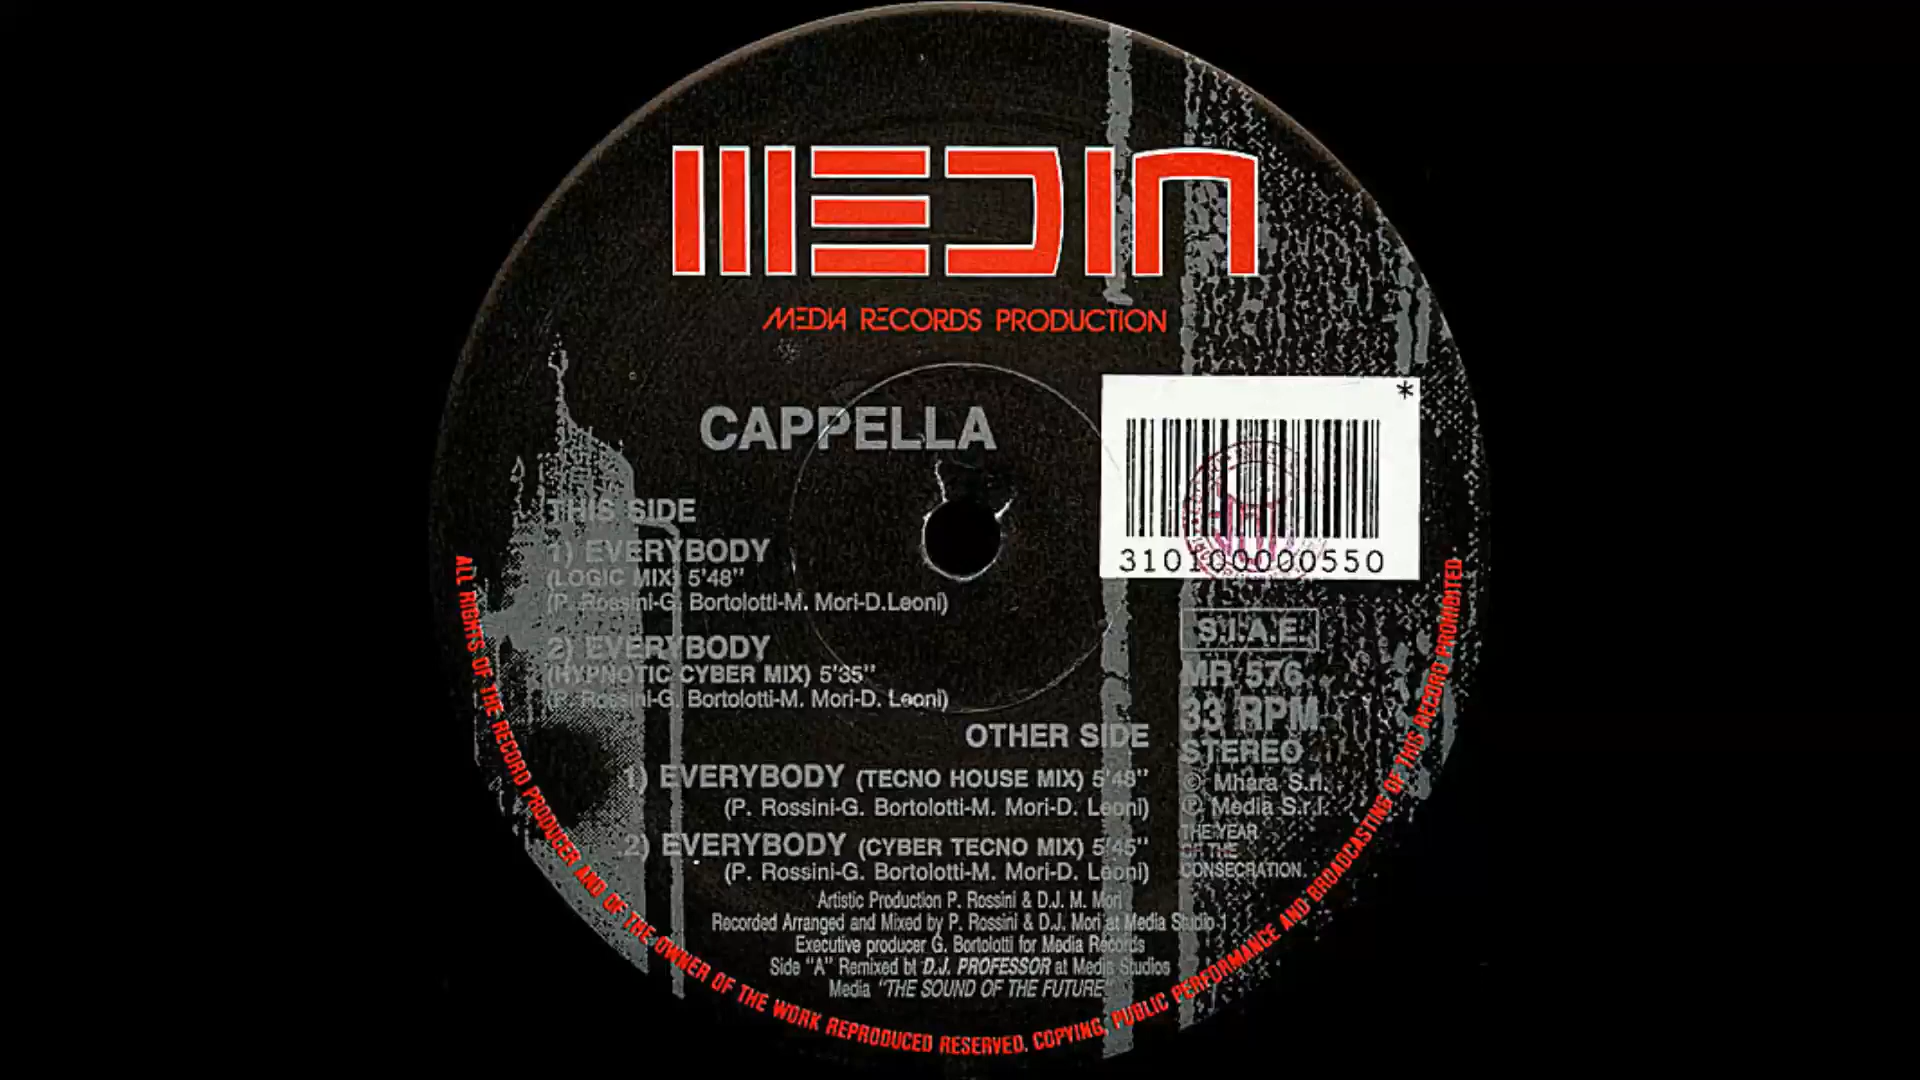 MEDIA
MEDIA RECORDS PRODUCTION
CAPPELLA
*
310100000550
THIS SIDE
1) EVERYBODY
(LOGIC MIX) 5'48"
(P. Rossini-G. Bortolotti-M. Mori-D.Leoni)
2) EVERYBODY
(HYPNOTIC CYBER MIX) 5'35"
(P. Rossini-G. Bortolotti-M. Mori-D. Leoni)
OTHER SIDE
1) EVERYBODY (TECNO HOUSE MIX) 5'48"
(P. Rossini-G. Bortolotti-M. Mori-D. Leoni)
2) EVERYBODY (CYBER TECNO MIX) 5'45"
(P. Rossini-G. Bortolotti-M. Mori-D. Leoni)
S.I.A.E.
MR 576
33 RPM
STEREO
© Mhara S.r.l.
℗ Media S.r.l.
THE YEAR
OF THE
CONSECRATION.
Artistic Production P. Rossini & D.J. M. Mori
Recorded Arranged and Mixed by P. Rossini & D.J. Mori at Media Studio 1
Executive producer G. Bortolotti for Media Records
Side "A" Remixed bt D.J. PROFESSOR at Media Studios
Media "THE SOUND OF THE FUTURE"
ALL RIGHTS OF THE RECORD PRODUCER AND OF THE OWNER OF THE WORK REPRODUCED RESERVED. COPYING, PUBLIC PERFORMANCE AND BROADCASTING OF THIS RECORD PROHIBITED